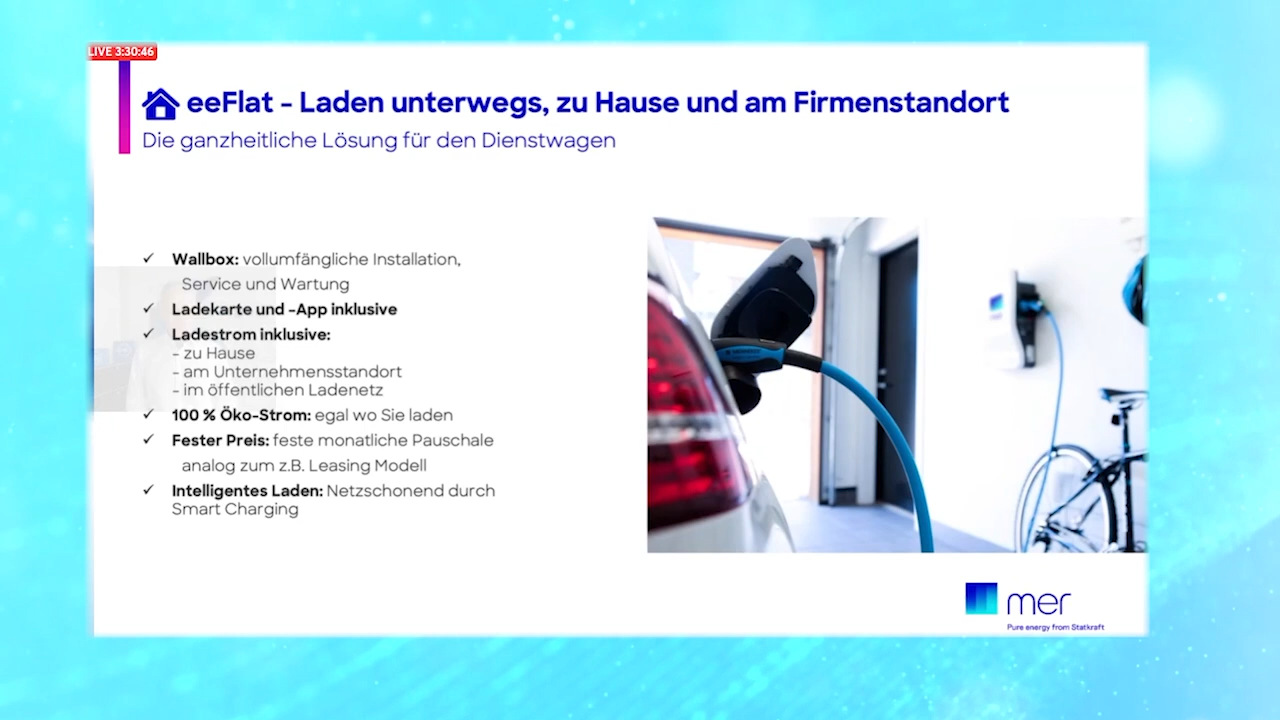 LIVE 3:30:46
eeFlat - Laden unterwegs, zu Hause und am Firmenstandort
Die ganzheitliche Lösung für den Dienstwagen
✓ Wallbox: vollumfängliche Installation,
Service und Wartung
✓ Ladekarte und -App inklusive
✓ Ladestrom inklusive:
- zu Hause
- am Unternehmensstandort
- im öffentlichen Ladenetz
✓ 100 % Öko-Strom: egal wo Sie laden
✓ Fester Preis: feste monatliche Pauschale
analog zum z.B. Leasing Modell
✓ Intelligentes Laden: Netzschonend durch
Smart Charging
mer
Pure energy from Statkraft